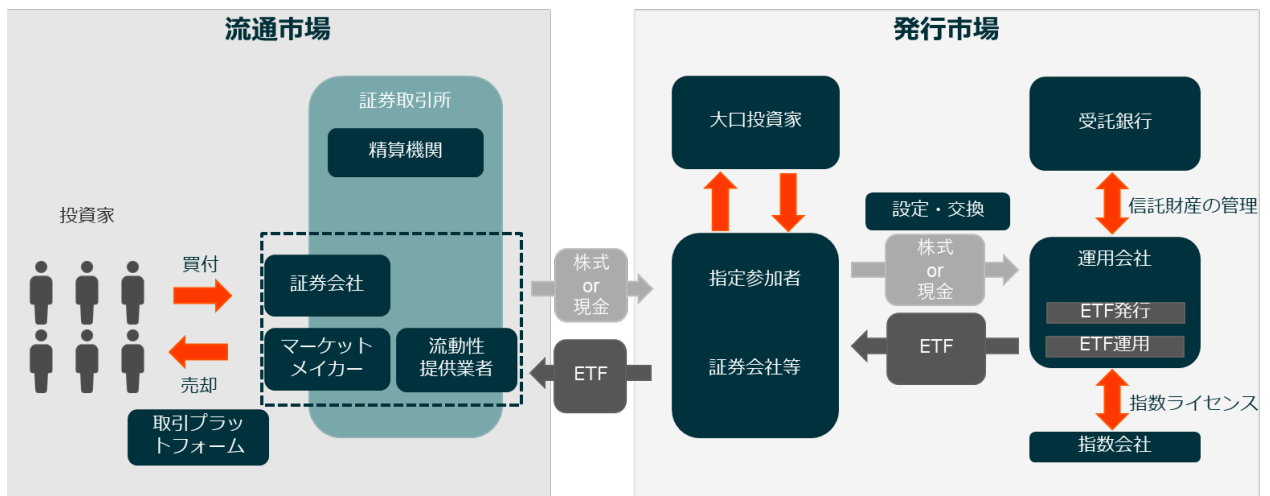 流通市場
証券取引所
精算機関
投資家
買付
売却
証券会社
マーケット
メイカー
流動性
提供業者
取引プラッ
トフォーム
株式
or
現金
ETF
発行市場
大口投資家
受託銀行
設定・交換
信託財産の管理
指定参加者
証券会社等
株式
or
現金
ETF
運用会社
ETF発行
ETF運用
指数ライセンス
指数会社